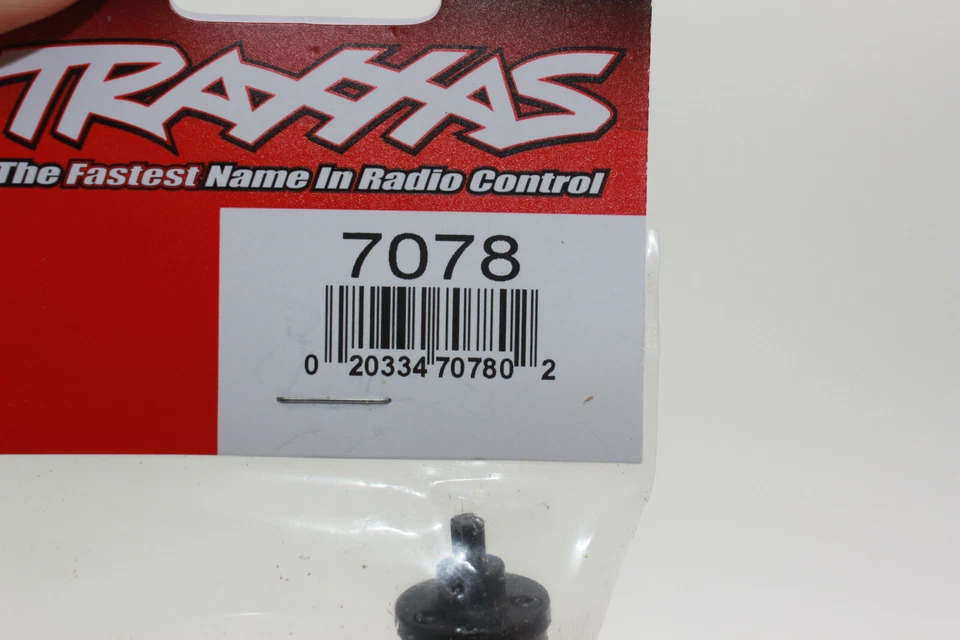 TRAXXAS
The Fastest Name In Radio Control
7078
0 20334 70780 2